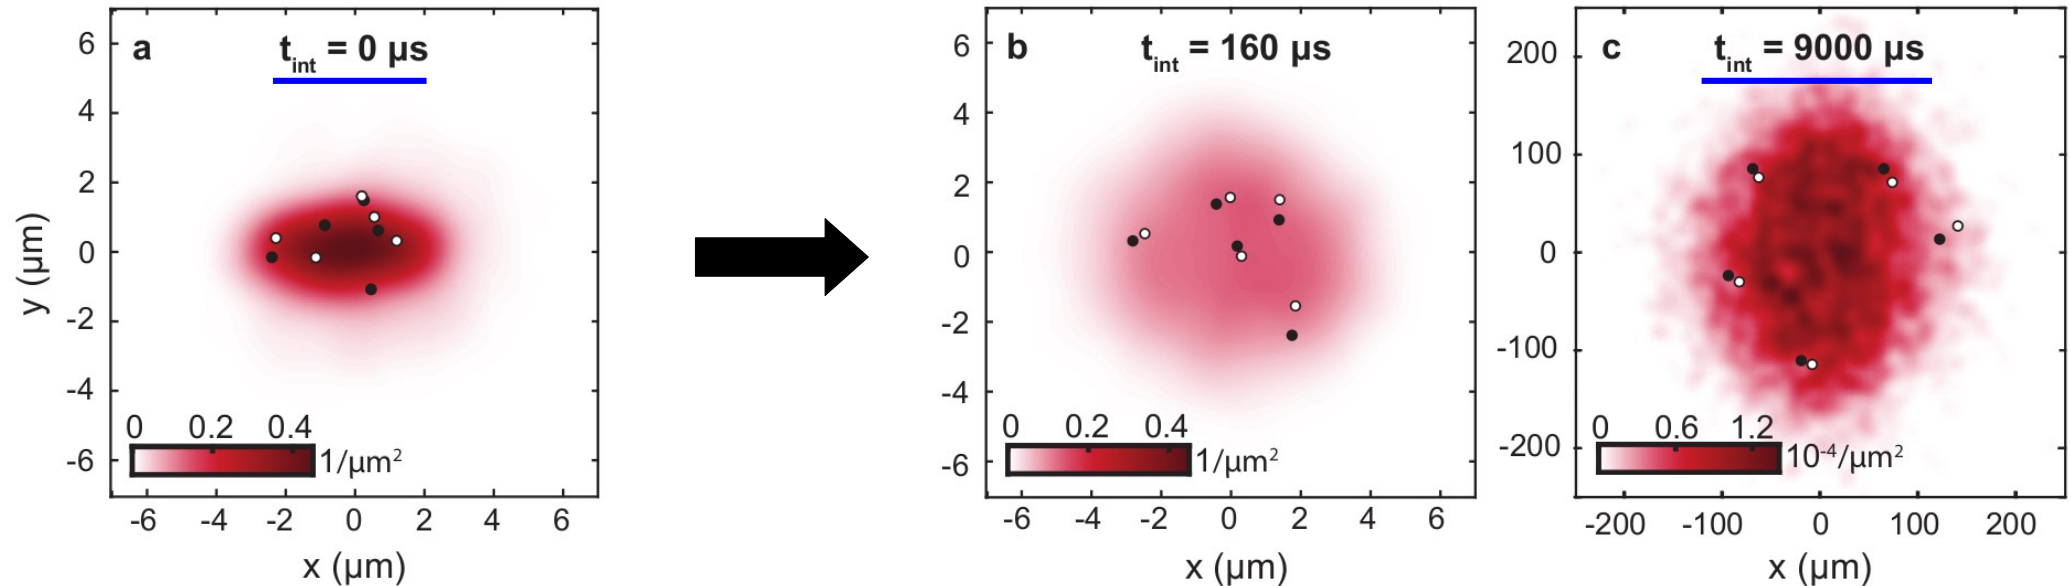 a
t_int = 0 µs
6
4
2
0
-2
-4
-6
y (µm)
0 0.2 0.4
1/µm²
-6 -4 -2 0 2 4 6
x (µm)
b
t_int = 160 µs
6
4
2
0
-2
-4
-6
0 0.2 0.4
1/µm²
-6 -4 -2 0 2 4 6
x (µm)
c
t_int = 9000 µs
200
100
0
-100
-200
0 0.6 1.2
10⁻⁴/µm²
-200 -100 0 100 200
x (µm)